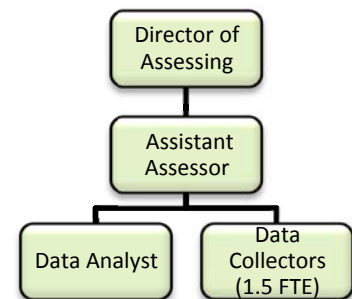 Director of
Assessing
Assistant
Assessor
Data Analyst
Data
Collectors
(1.5 FTE)